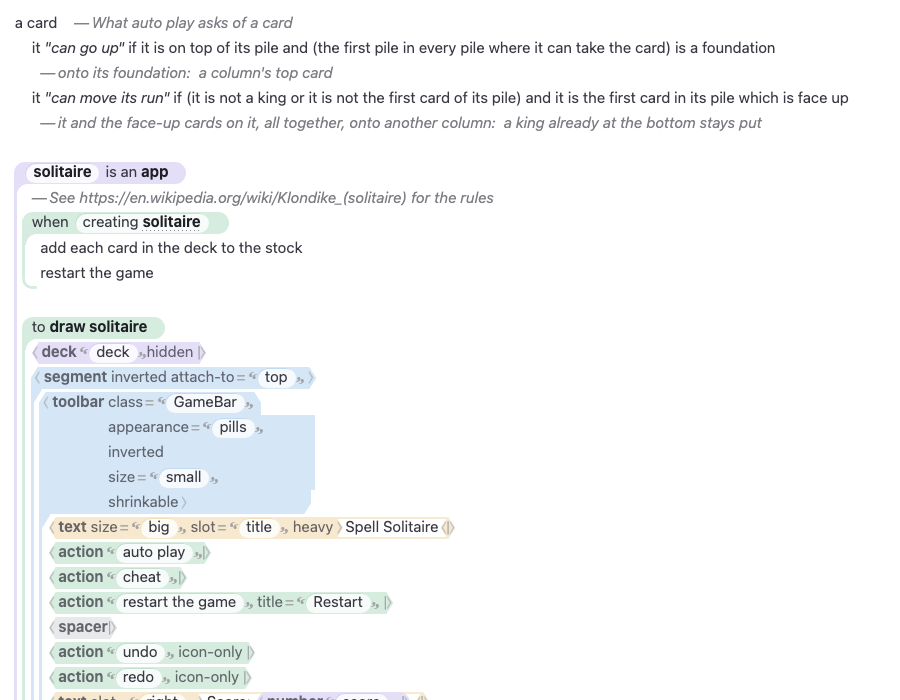 a card — What auto play asks of a card
it "can go up" if it is on top of its pile and (the first pile in every pile where it can take the card) is a foundation
— onto its foundation: a column's top card
it "can move its run" if (it is not a king or it is not the first card of its pile) and it is the first card in its pile which is face up
— it and the face-up cards on it, all together, onto another column: a king already at the bottom stays put
solitaire is an app
— See https://en.wikipedia.org/wiki/Klondike_(solitaire) for the rules
when creating solitaire
add each card in the deck to the stock
restart the game
to draw solitaire
〈deck “ deck „ hidden |〉
〈segment inverted attach-to= “ top „ 〉
〈toolbar class= “ GameBar „
appearance= “ pills „
inverted
size= “ small „
shrinkable 〉
〈text size= “ big „ slot= “ title „ heavy 〉 Spell Solitaire 〈|〉
〈action “ auto play „ |〉
〈action “ cheat „ |〉
〈action “ restart the game „ title= “ Restart „ |〉
〈spacer |〉
〈action “ undo „ icon-only |〉
〈action “ redo „ icon-only |〉